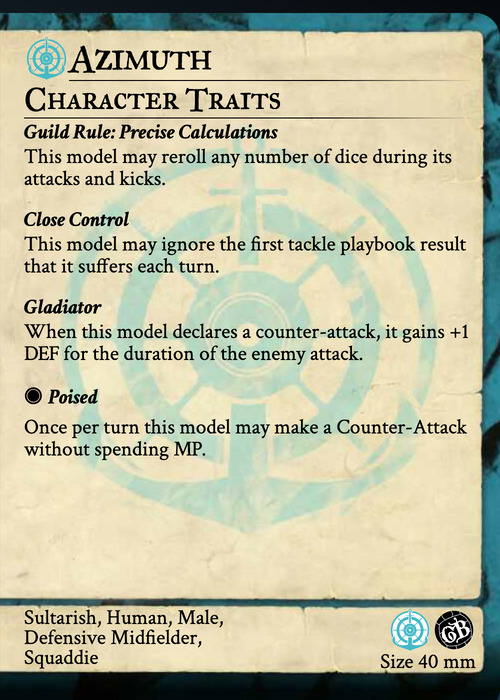 Azimuth
Character Traits
Guild Rule: Precise Calculations
This model may reroll any number of dice during its
attacks and kicks.
Close Control
This model may ignore the first tackle playbook result
that it suffers each turn.
Gladiator
When this model declares a counter-attack, it gains +1
DEF for the duration of the enemy attack.
Poised
Once per turn this model may make a Counter-Attack
without spending MP.
Sultarish, Human, Male,
Defensive Midfielder,
Squaddie
GB
Size 40 mm